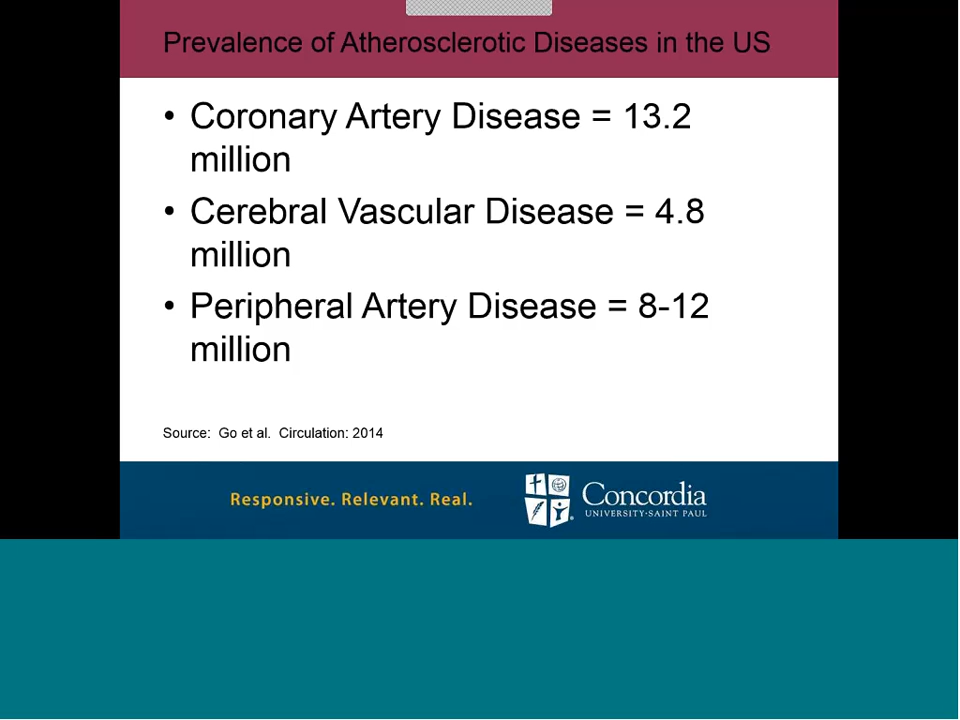 Prevalence of Atherosclerotic Diseases in the US
• Coronary Artery Disease = 13.2
million
• Cerebral Vascular Disease = 4.8
million
• Peripheral Artery Disease = 8-12
million
Source: Go et al. Circulation: 2014
Responsive. Relevant. Real.
Concordia
UNIVERSITY·SAINT PAUL